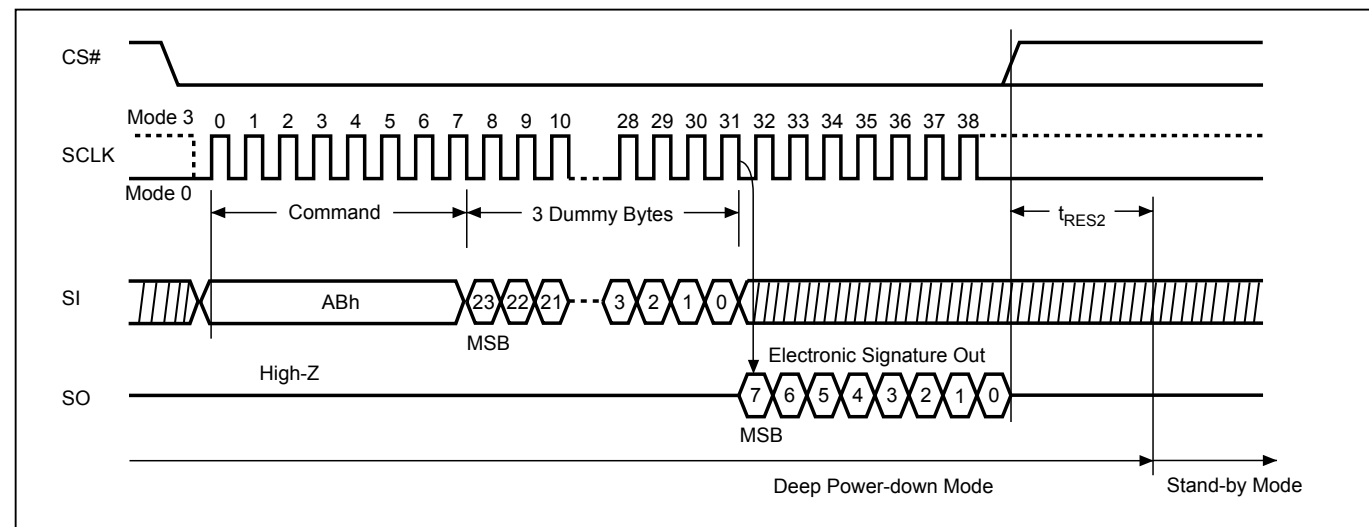 CS#
Mode 3
0 1 2 3 4 5 6 7 8 9 10 28 29 30 31 32 33 34 35 36 37 38
SCLK
Mode 0
Command
3 Dummy Bytes
tRES2
SI
ABh
23 22 21 3 2 1 0
MSB
Electronic Signature Out
High-Z
SO
7 6 5 4 3 2 1 0
MSB
Deep Power-down Mode
Stand-by Mode